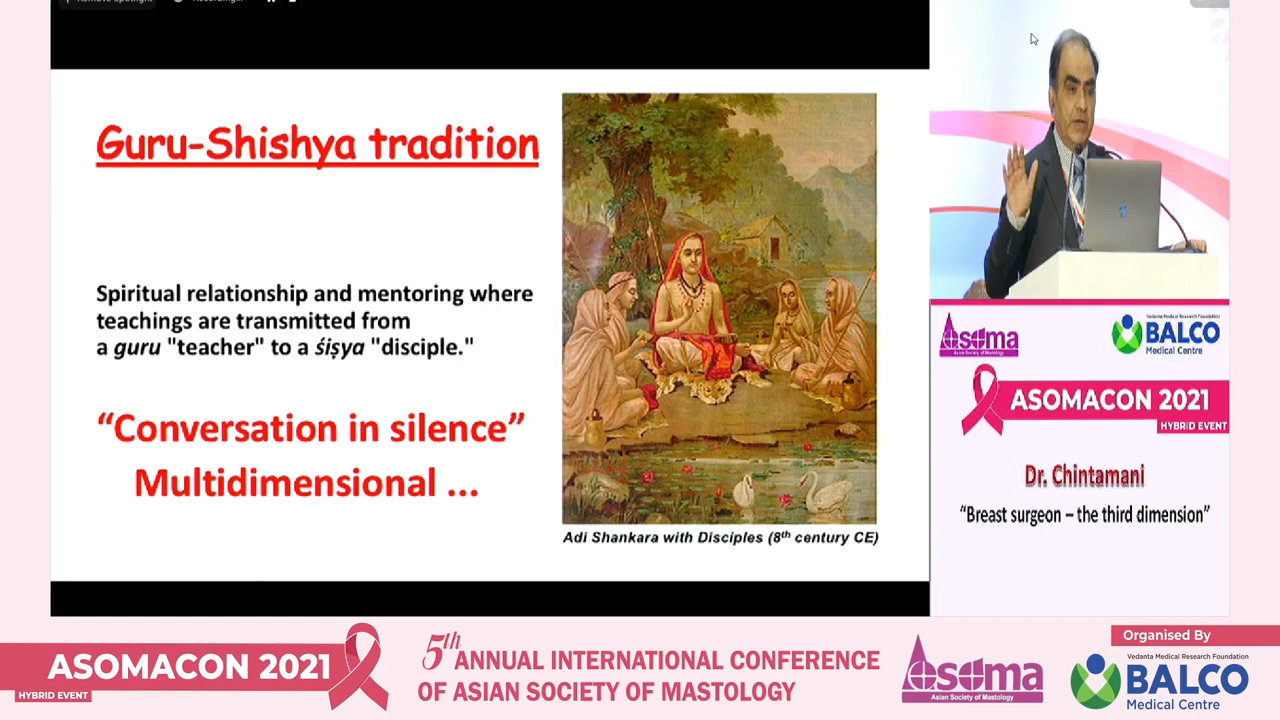 Guru-Shishya tradition
Spiritual relationship and mentoring where
teachings are transmitted from
a guru "teacher" to a śiṣya "disciple."
“Conversation in silence”
Multidimensional ...
Adi Shankara with Disciples (8th century CE)
Asoma
Asian Society of Mastology
Vedanta Medical Research Foundation
BALCO
Medical Centre
ASOMACON 2021
HYBRID EVENT
Dr. Chintamani
“Breast surgeon – the third dimension”
ASOMACON 2021
HYBRID EVENT
5th ANNUAL INTERNATIONAL CONFERENCE
OF ASIAN SOCIETY OF MASTOLOGY
Asoma
Asian Society of Mastology
Organised By
Vedanta Medical Research Foundation
BALCO
Medical Centre